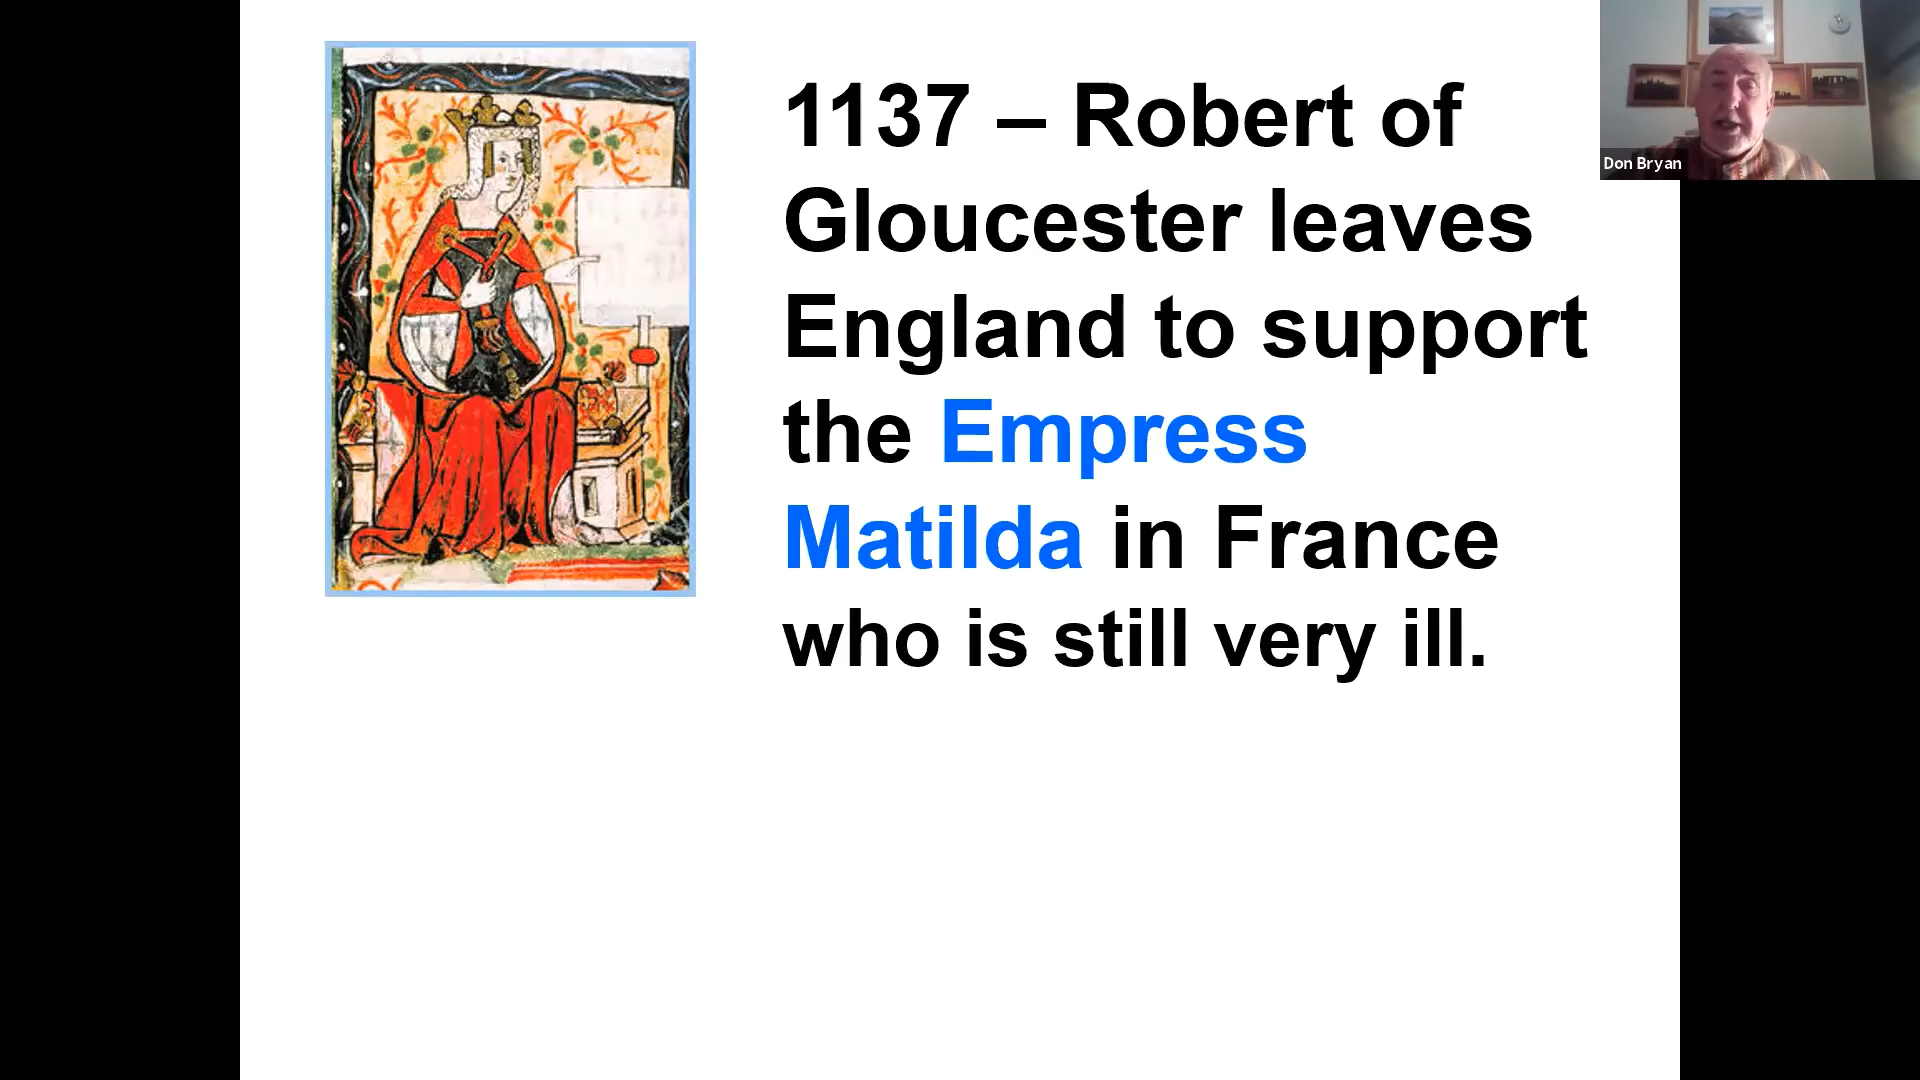 1137 – Robert of
Gloucester leaves
England to support
the Empress
Matilda in France
who is still very ill.
Don Bryan